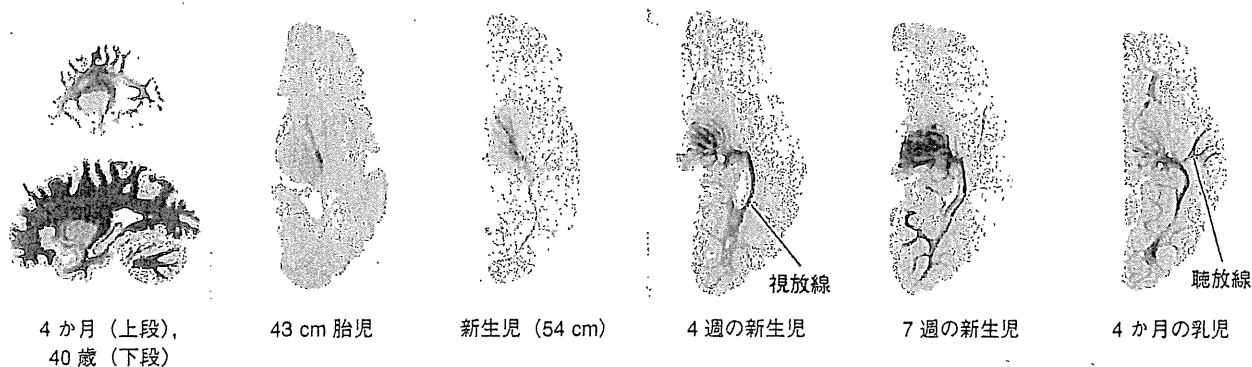 視放線
聴放線
4 か月（上段），
40 歳（下段）
43 cm 胎児
新生児（54 cm）
4 週の新生児
7 週の新生児
4 か月の乳児